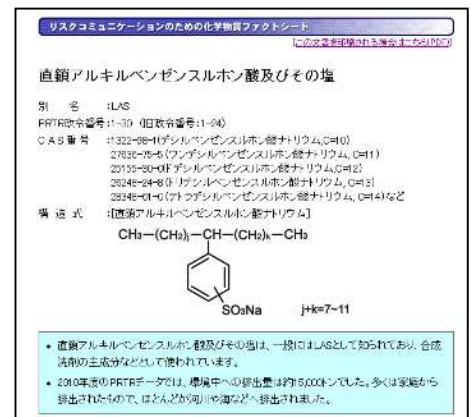 リスクコミュニケーションのための化学物質ファクトシート
この文書を印刷される場合はこちら(PDF)
直鎖アルキルベンゼンスルホン酸及びその塩
別 名 :LAS
PRTR政令番号:1-30 (旧政令番号:1-24)
CAS番号 :1322-98-1(デシルベンゼンスルホン酸ナトリウム,C=10)
(ウンデシルベンゼンスルホン酸ナトリウム, C=11)
25155-30-0(ドデシルベンゼンスルホン酸ナトリウム,C=12)
26248-24-8(トリデシルベンゼンスルホン酸ナトリウム, C=13)
28348-61-0(テトラデシルベンゼンスルホン酸ナトリウム, C=14)など
構 造 式 :[直鎖アルキルベンゼンスルホン酸ナトリウム]
CH₃—(CH₂)j—CH—(CH₂)k—CH₃
SO₃Na j+k=7~11
• 直鎖アルキルベンゼンスルホン酸及びその塩は、一般にはLASとして知られており、合成
洗剤の主成分などとして使われています。
• 2010年度のPRTRデータでは、環境中への排出量は約15,000トンでした。多くは家庭から
排出されたもので、ほとんどが河川や海などへ排出されました。